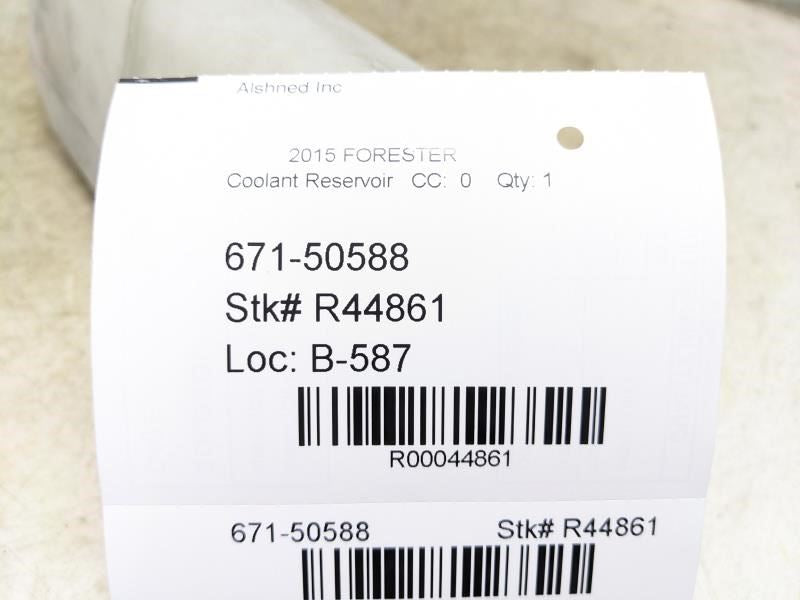 Alshned Inc
2015 FORESTER
Coolant Reservoir CC: 0 Qty: 1
671-50588
Stk# R44861
Loc: B-587
R00044861
671-50588 Stk# R44861